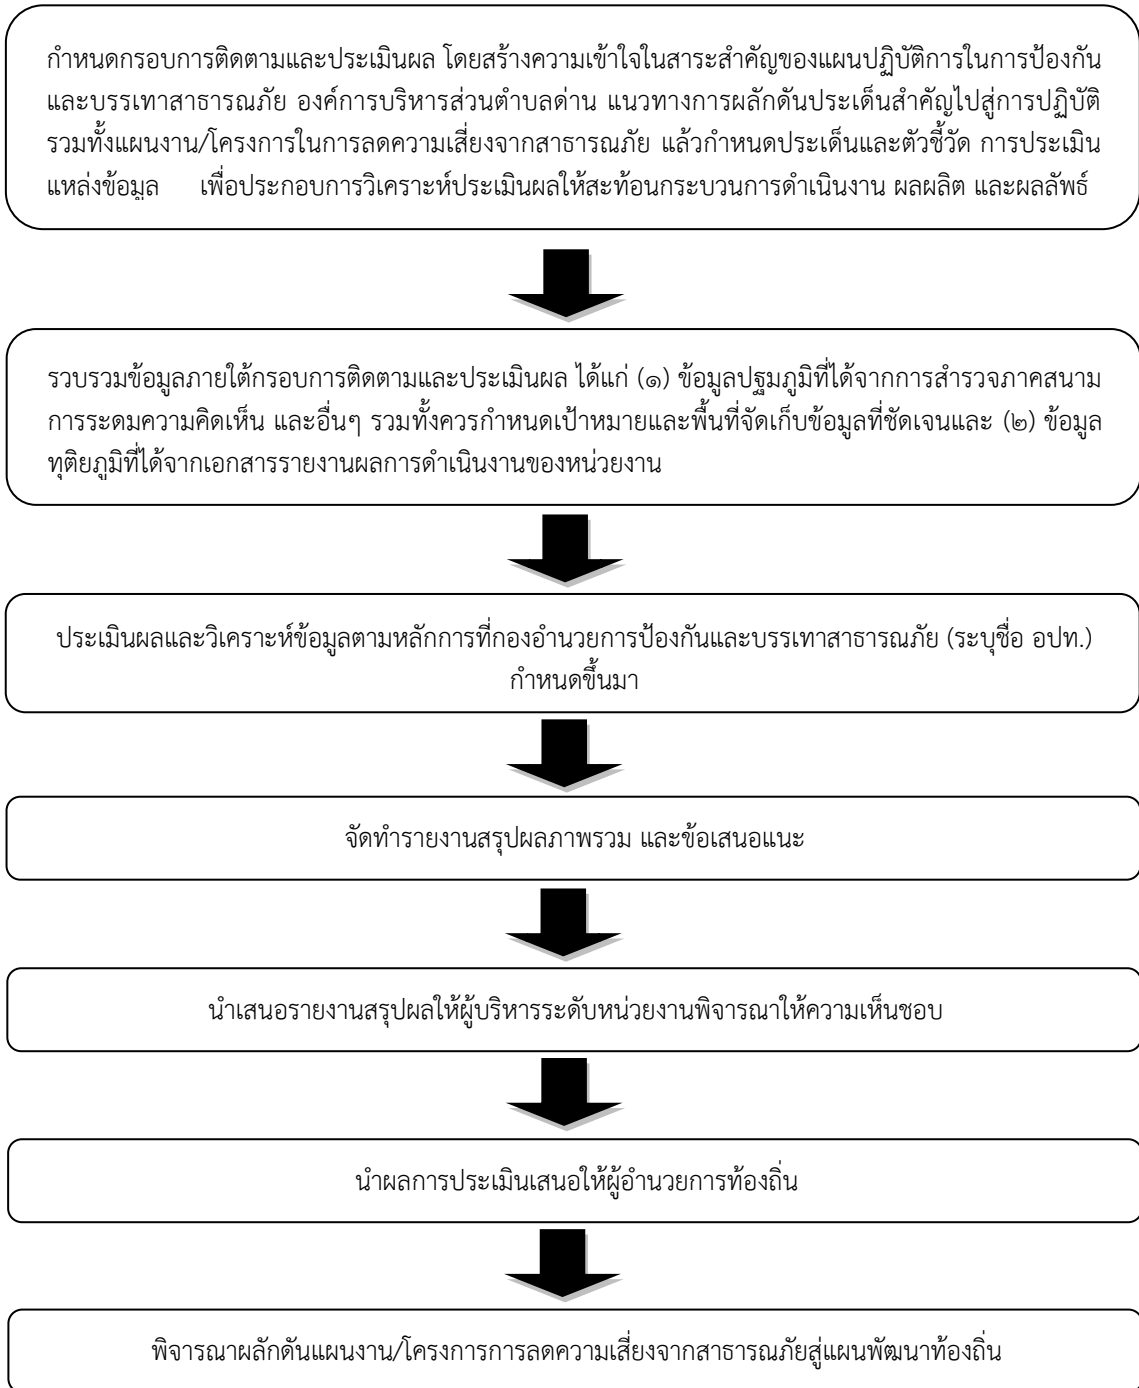 กำหนดกรอบการติดตามและประเมินผล โดยสร้างความเข้าใจในสาระสำคัญของแผนปฏิบัติการในการป้องกัน
และบรรเทาสาธารณภัย องค์การบริหารส่วนตำบลด่าน แนวทางการผลักดันประเด็นสำคัญไปสู่การปฏิบัติ
รวมทั้งแผนงาน/โครงการในการลดความเสี่ยงจากสาธารณภัย แล้วกำหนดประเด็นและตัวชี้วัด การประเมิน
แหล่งข้อมูล เพื่อประกอบการวิเคราะห์ประเมินผลให้สะท้อนกระบวนการดำเนินงาน ผลผลิต และผลลัพธ์
รวบรวมข้อมูลภายใต้กรอบการติดตามและประเมินผล ได้แก่ (๑) ข้อมูลปฐมภูมิที่ได้จากการสำรวจภาคสนาม
การระดมความคิดเห็น และอื่นๆ รวมทั้งควรกำหนดเป้าหมายและพื้นที่จัดเก็บข้อมูลที่ชัดเจนและ (๒) ข้อมูล
ทุติยภูมิที่ได้จากเอกสารรายงานผลการดำเนินงานของหน่วยงาน
ประเมินผลและวิเคราะห์ข้อมูลตามหลักการที่กองอำนวยการป้องกันและบรรเทาสาธารณภัย (ระบุชื่อ อปท.)
กำหนดขึ้นมา
จัดทำรายงานสรุปผลภาพรวม และข้อเสนอแนะ
นำเสนอรายงานสรุปผลให้ผู้บริหารระดับหน่วยงานพิจารณาให้ความเห็นชอบ
นำผลการประเมินเสนอให้ผู้อำนวยการท้องถิ่น
พิจารณาผลักดันแผนงาน/โครงการการลดความเสี่ยงจากสาธารณภัยสู่แผนพัฒนาท้องถิ่น